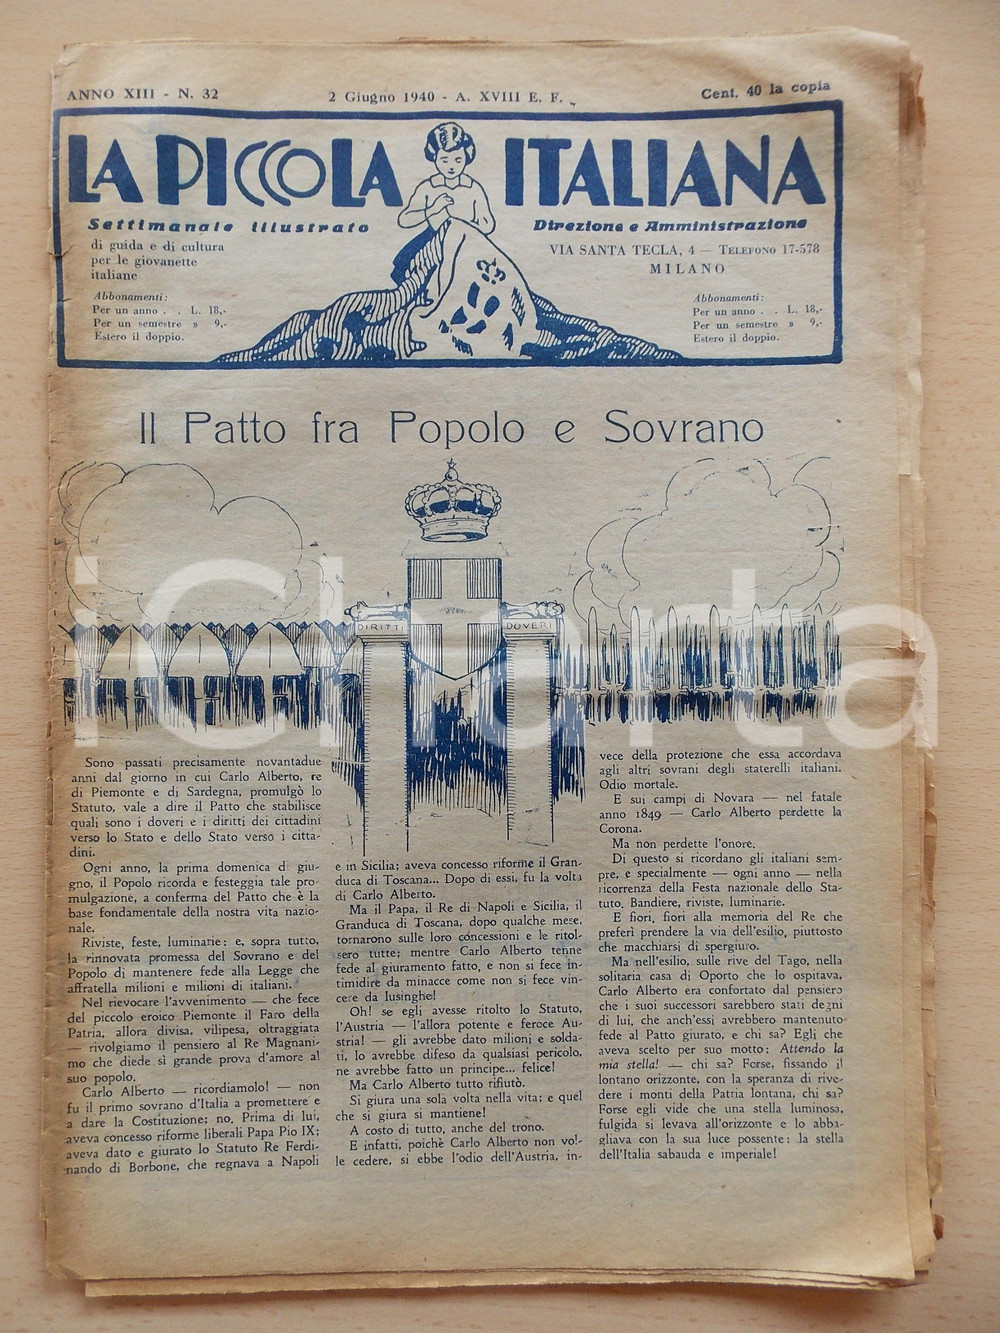 ANNO XIII - N. 32
2 Giugno 1940 - A. XVIII E. F.
Cent. 40 la copia
LA PICCOLA ITALIANA
Settimanale illustrato
di guida e di cultura
per le giovanette
italiane
Abbonamenti:
Per un anno . . L. 18,-
Per un semestre » 9,-
Estero il doppio.
Direzione e Amministrazione
VIA SANTA TECLA, 4 — TELEFONO 17-578
MILANO
Abbonamenti:
Per un anno . . L. 18,-
Per un semestre » 9,-
Estero il doppio.
Il Patto fra Popolo e Sovrano
DIRITTI
DOVERI
iCharta
Sono passati precisamente novantadue
anni dal giorno in cui Carlo Alberto, re
di Piemonte e di Sardegna, promulgò lo
Statuto, vale a dire il Patto che stabilisce
quali sono i doveri e i diritti dei cittadini
verso lo Stato e dello Stato verso i citta-
dini.
Ogni anno, la prima domenica di giu-
gno, il Popolo ricorda e festeggia tale pro-
mulgazione, a conferma del Patto che è la
base fondamentale della nostra vita nazio-
nale.
Riviste, feste, luminarie: e, sopra tutto,
la rinnovata promessa del Sovrano e del
Popolo di mantenere fede alla Legge che
affratella milioni e milioni di italiani.
Nel rievocare l'avvenimento — che fece
del piccolo eroico Piemonte il Faro della
Patria, allora divisa, vilipesa, oltraggiata
— rivolgiamo il pensiero al Re Magnani-
mo che diede sì grande prova d'amore al
suo popolo.
Carlo Alberto — ricordiamolo! — non
fu il primo sovrano d'Italia a promettere e
a dare la Costituzione; no. Prima di lui,
aveva concesso riforme liberali Papa Pio IX;
aveva dato e giurato lo Statuto Re Ferdi-
nando di Borbone, che regnava a Napoli
e in Sicilia; aveva concesso riforme il Gran-
duca di Toscana... Dopo di essi, fu la volta
di Carlo Alberto.
Ma il Papa, il Re di Napoli e Sicilia, il
Granduca di Toscana, dopo qualche mese,
tornarono sulle loro concessioni e le ritol-
sero tutte; mentre Carlo Alberto tenne
fede al giuramento fatto, e non si fece in-
timidire da minacce come non si fece vin-
cere da lusinghe!
Oh! se egli avesse ritolto lo Statuto,
l'Austria — l'allora potente e feroce Au-
stria! — gli avrebbe dato milioni e solda-
ti, lo avrebbe difeso da qualsiasi pericolo,
ne avrebbe fatto un principe... felice!
Ma Carlo Alberto tutto rifiutò.
Si giura una sola volta nella vita; e quel
che si giura si mantiene!
A costo di tutto, anche del trono.
E infatti, poichè Carlo Alberto non vol-
le cedere, si ebbe l'odio dell'Austria, in-
vece della protezione che essa accordava
agli altri sovrani degli staterelli italiani.
Odio mortale.
E sui campi di Novara — nel fatale
anno 1849 — Carlo Alberto perdette la
Corona.
Ma non perdette l'onore.
Di questo si ricordano gli italiani sem-
pre, e specialmente — ogni anno — nella
ricorrenza della Festa nazionale dello Sta-
tuto. Bandiere, riviste, luminarie.
E fiori, fiori alla memoria del Re che
preferì prendere la via dell'esilio, piuttosto
che macchiarsi di spergiuro.
Ma nell'esilio, sulle rive del Tago, nella
solitaria casa di Oporto che lo ospitava,
Carlo Alberto era confortato dal pensiero
che i suoi successori sarebbero stati degni
di lui, che anch'essi avrebbero mantenuto
fede al Patto giurato, e chi sa? Egli che
aveva scelto per suo motto: Attendo la
mia stella! — chi sa? Forse, fissando il
lontano orizzonte, con la speranza di rive-
dere i monti della Patria lontana, chi sa?
Forse egli vide che una stella luminosa,
fulgida si levava all'orizzonte e lo abba-
gliava con la sua luce possente: la stella
dell'Italia sabauda e imperiale!